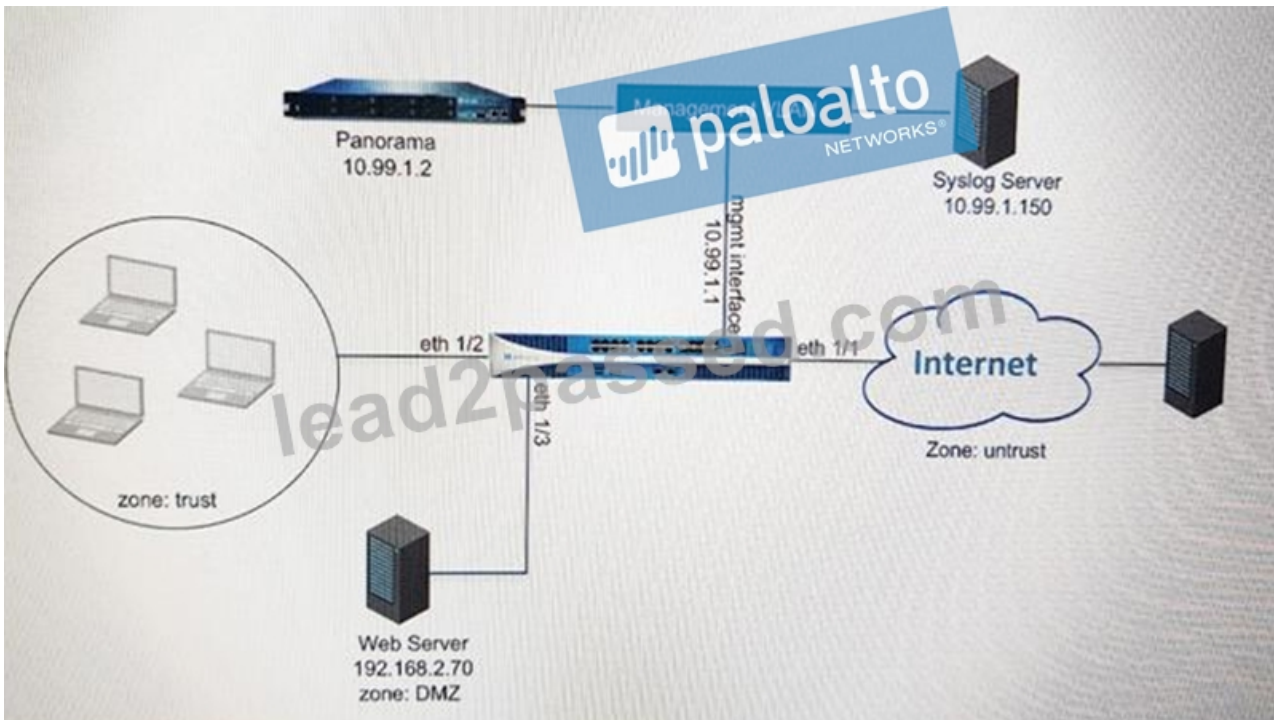 paloalto
NETWORKS®
Management VLAN
Panorama
10.99.1.2
Syslog Server
10.99.1.150
mgmt interface
10.99.1.1
eth 1/2
eth 1/1
Internet
eth 1/3
lead2passed.com
Zone: untrust
zone: trust
Web Server
192.168.2.70
zone: DMZ